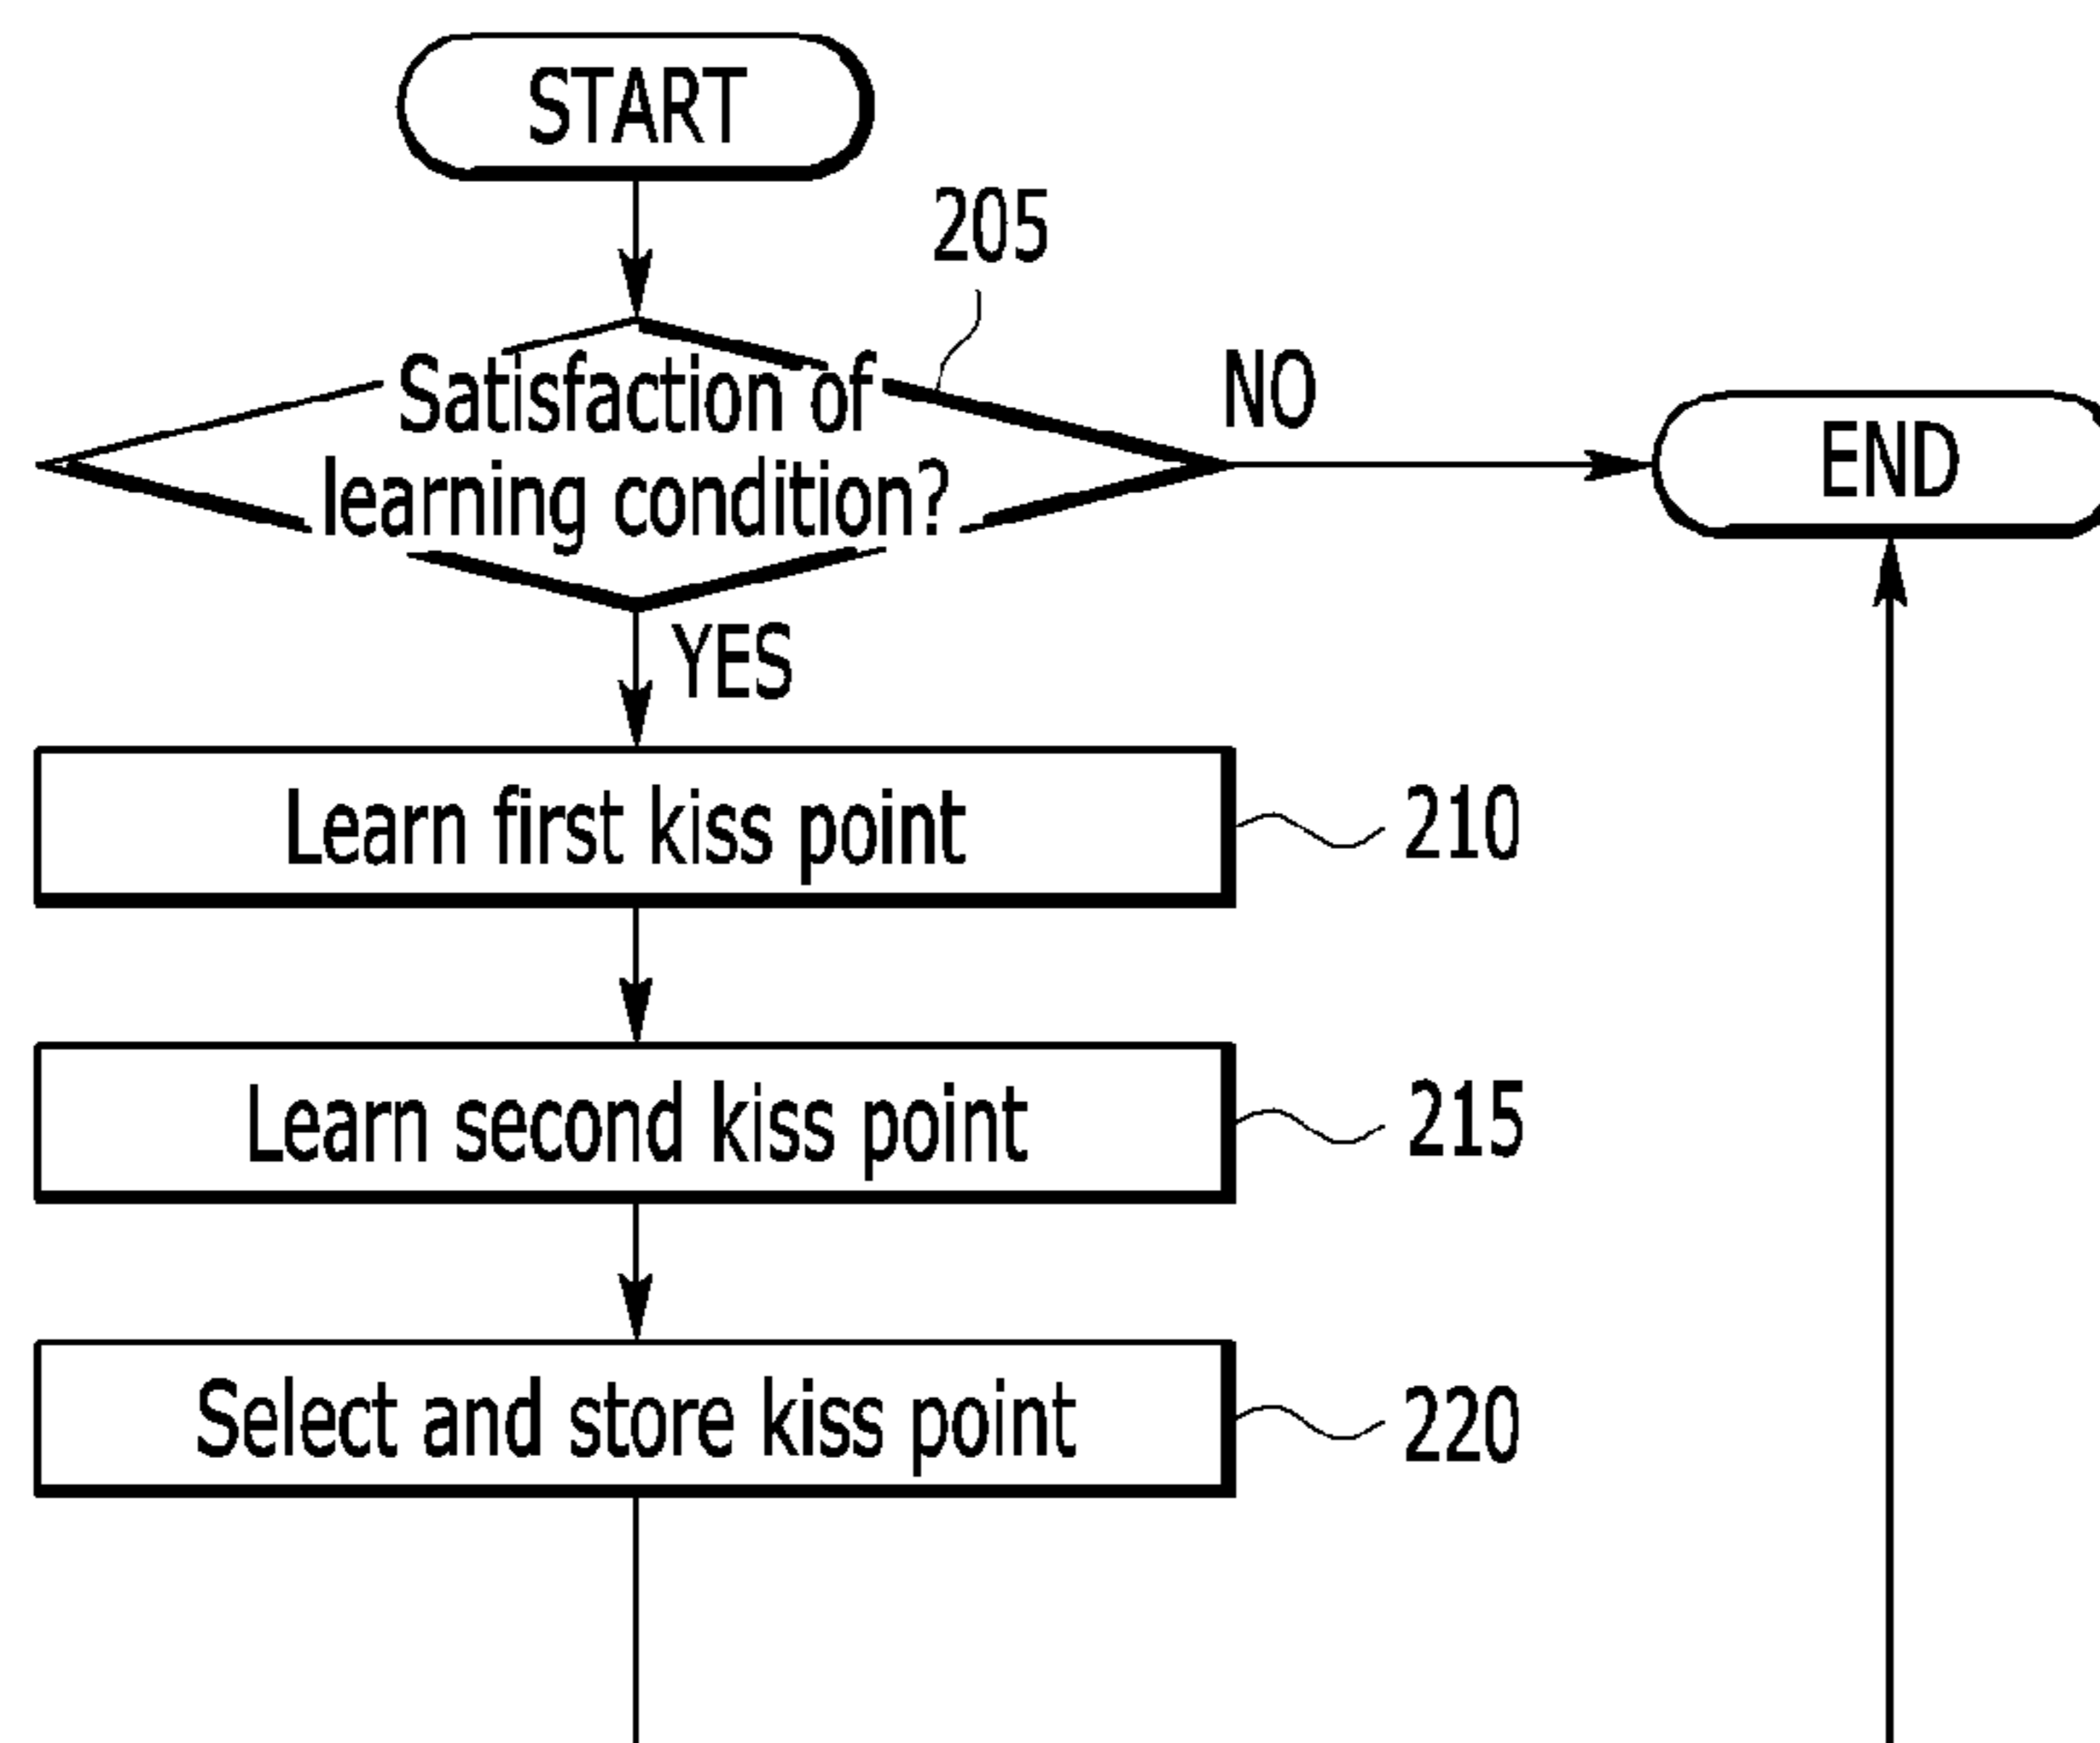 START
205
Satisfaction of
learning condition?
NO
END
YES
Learn first kiss point
210
Learn second kiss point
215
Select and store kiss point
220